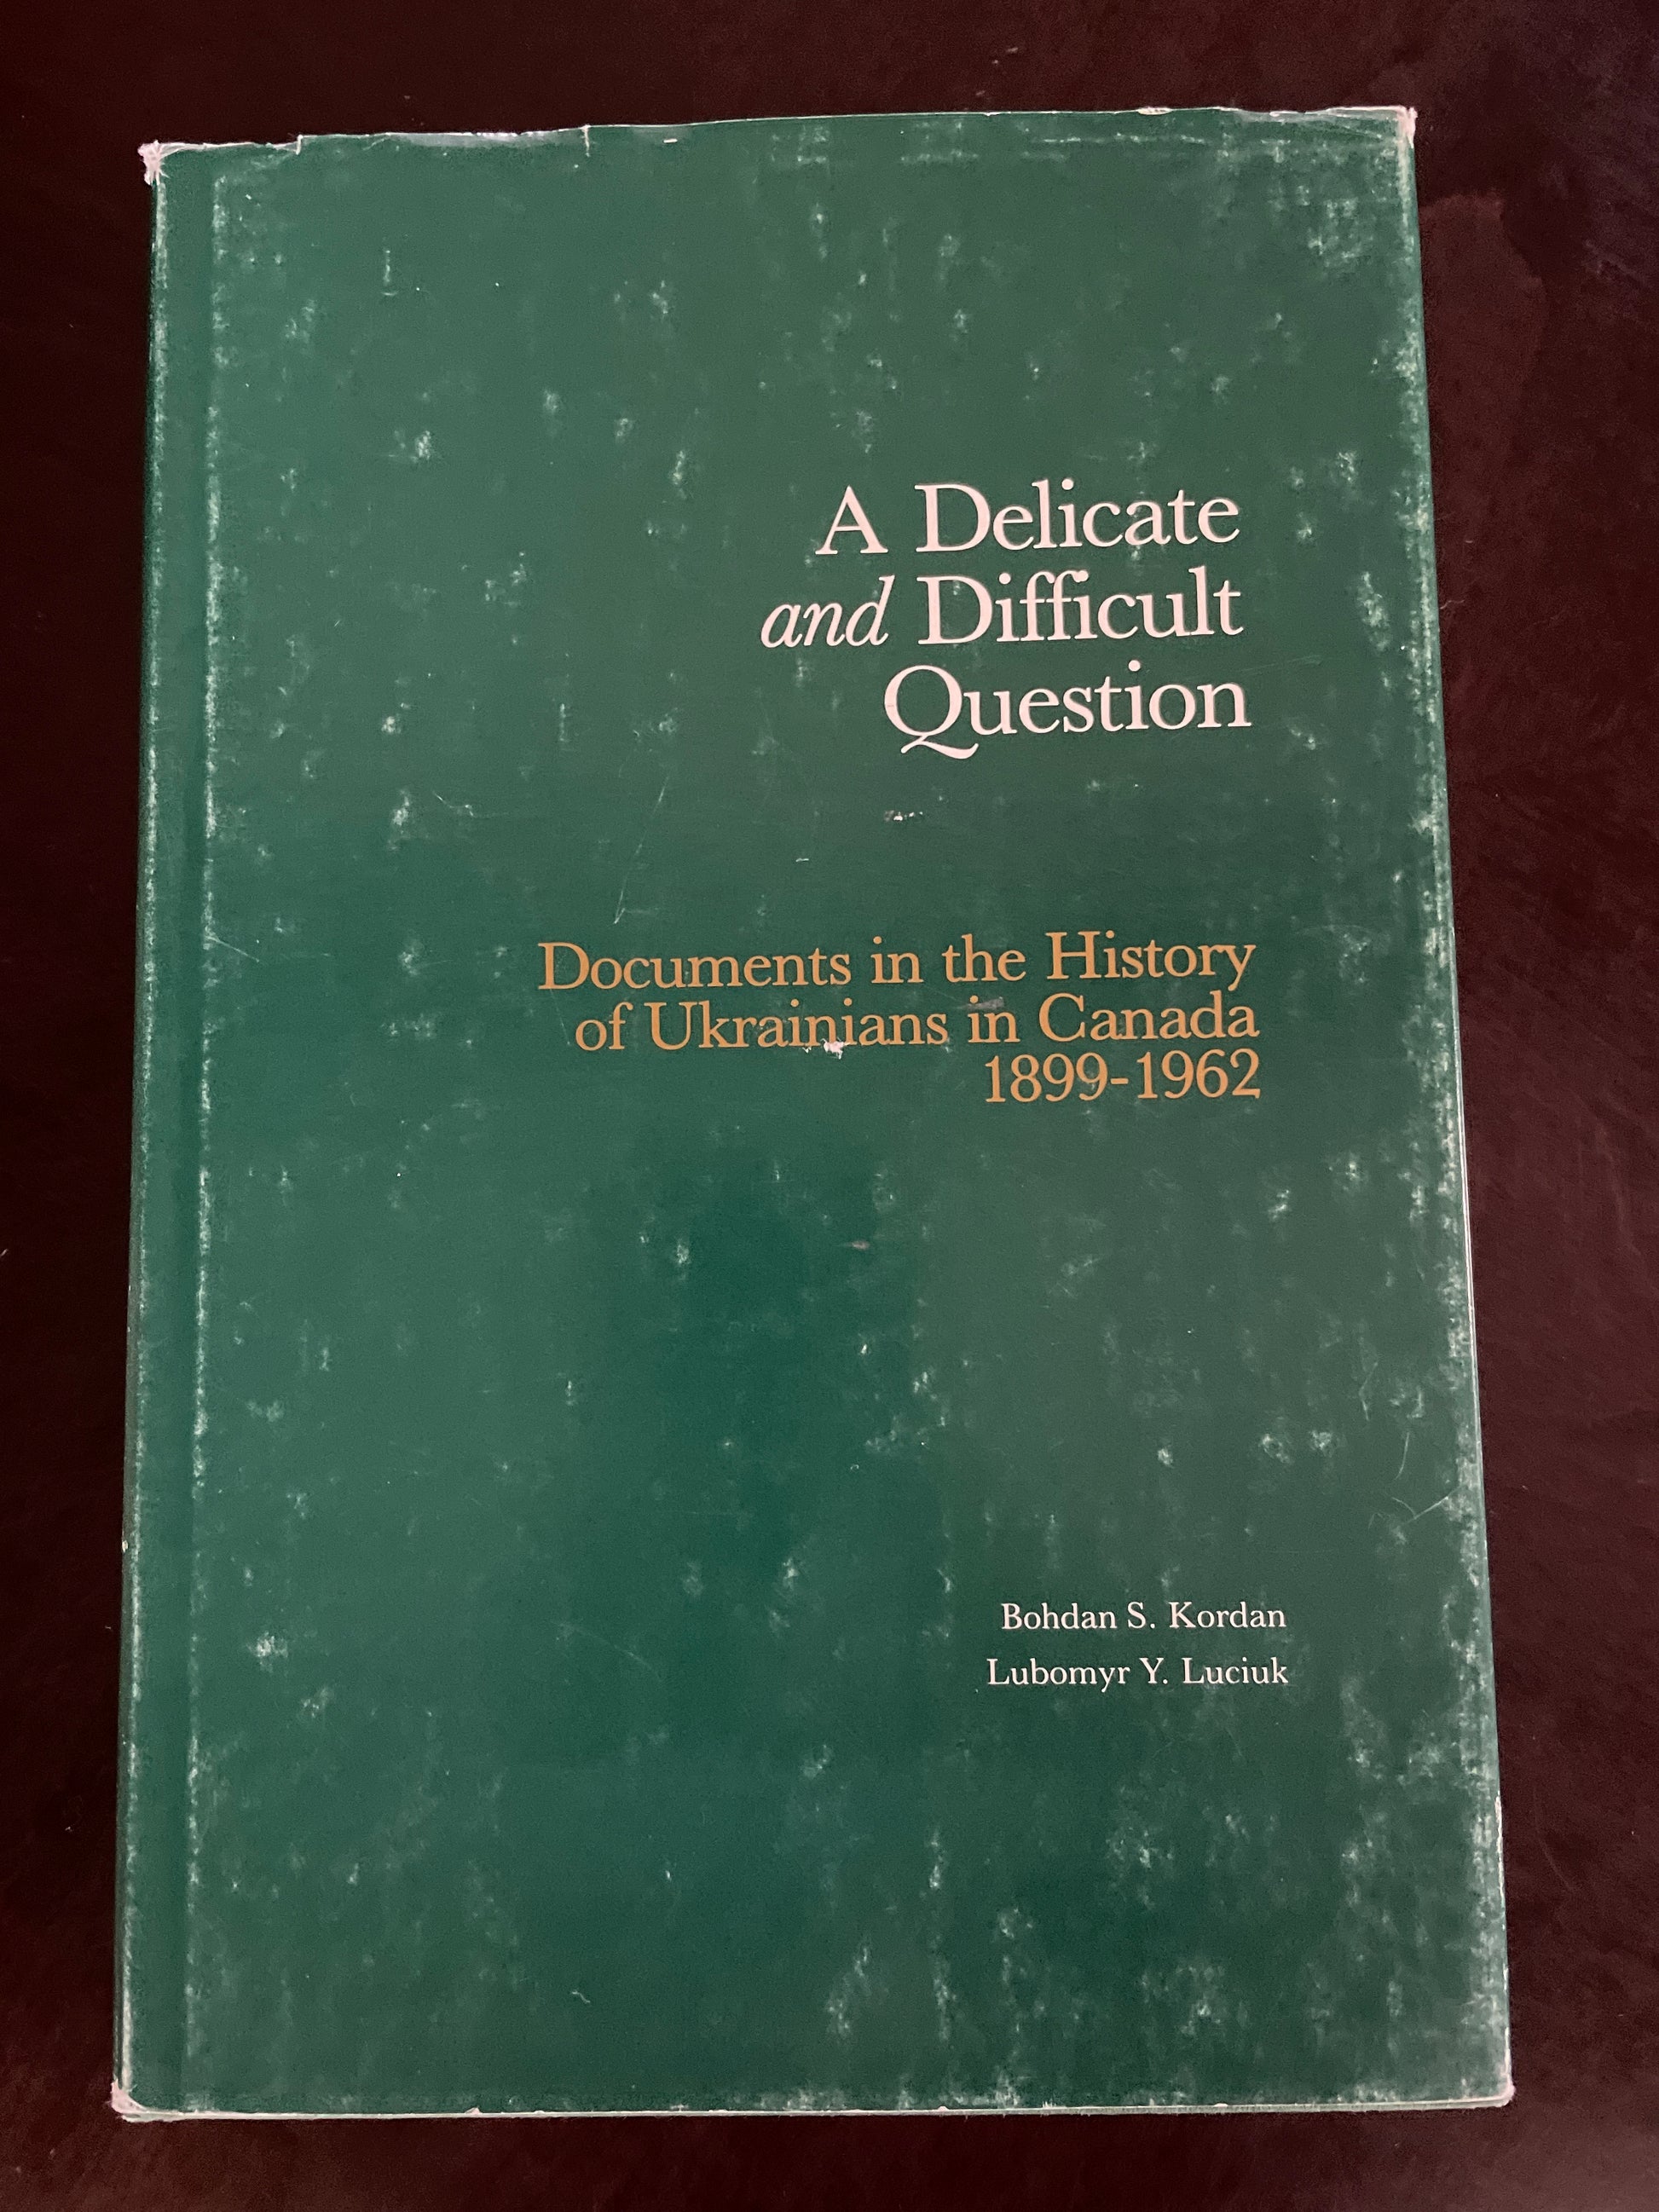 A Delicate
and Difficult
Question
Documents in the History
of Ukrainians in Canada
1899-1962
Bohdan S. Kordan
Lubomyr Y. Luciuk